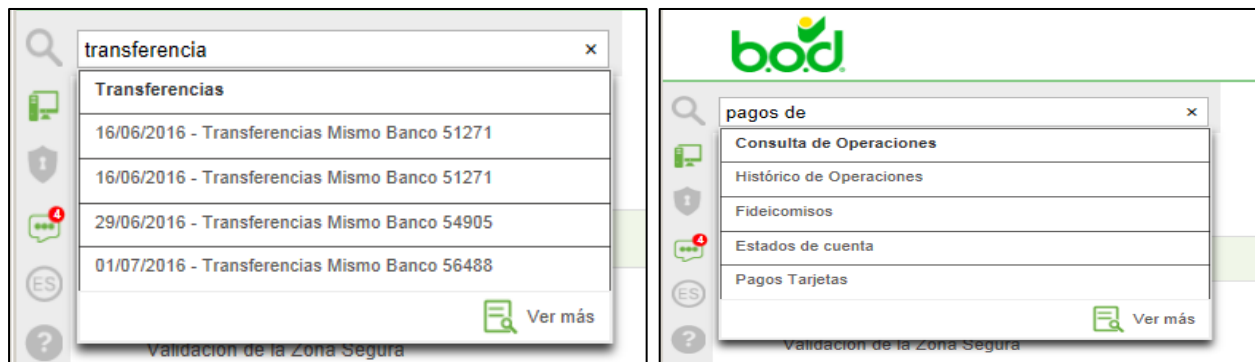 transferencia ×
Transferencias
16/06/2016 - Transferencias Mismo Banco 51271
16/06/2016 - Transferencias Mismo Banco 51271
29/06/2016 - Transferencias Mismo Banco 54905
01/07/2016 - Transferencias Mismo Banco 56488
Ver más
4
ES
?
Validación de la Zona Segura
b.o.d.
pagos de ×
Consulta de Operaciones
Histórico de Operaciones
Fideicomisos
Estados de cuenta
Pagos Tarjetas
Ver más
4
ES
?
Validación de la Zona Segura